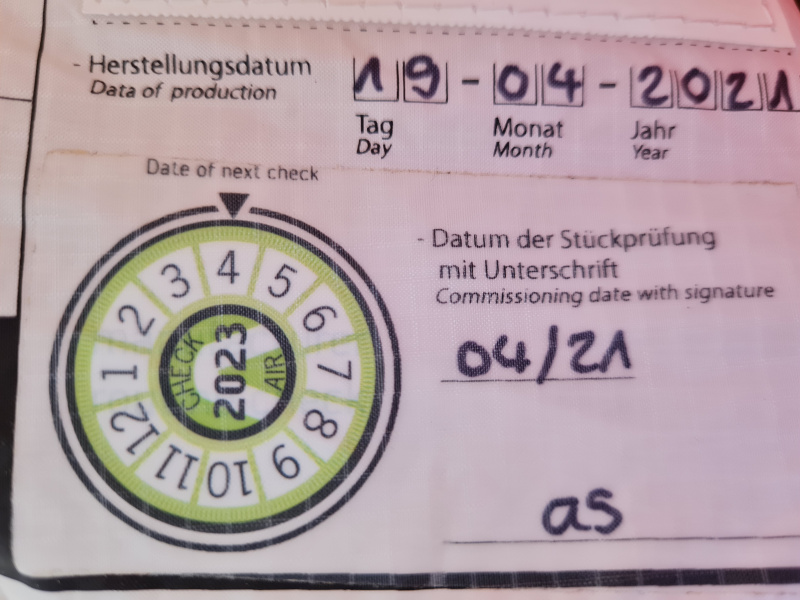 - Herstellungsdatum 19-04-2021
Data of production
Tag Monat Jahr
Day Month Year
Date of next check
1 2 3 4 5 6 7 8 9 10 11 12
CHECK 2023 AIR
- Datum der Stückprüfung
mit Unterschrift
Commissioning date with signature
04/21
as